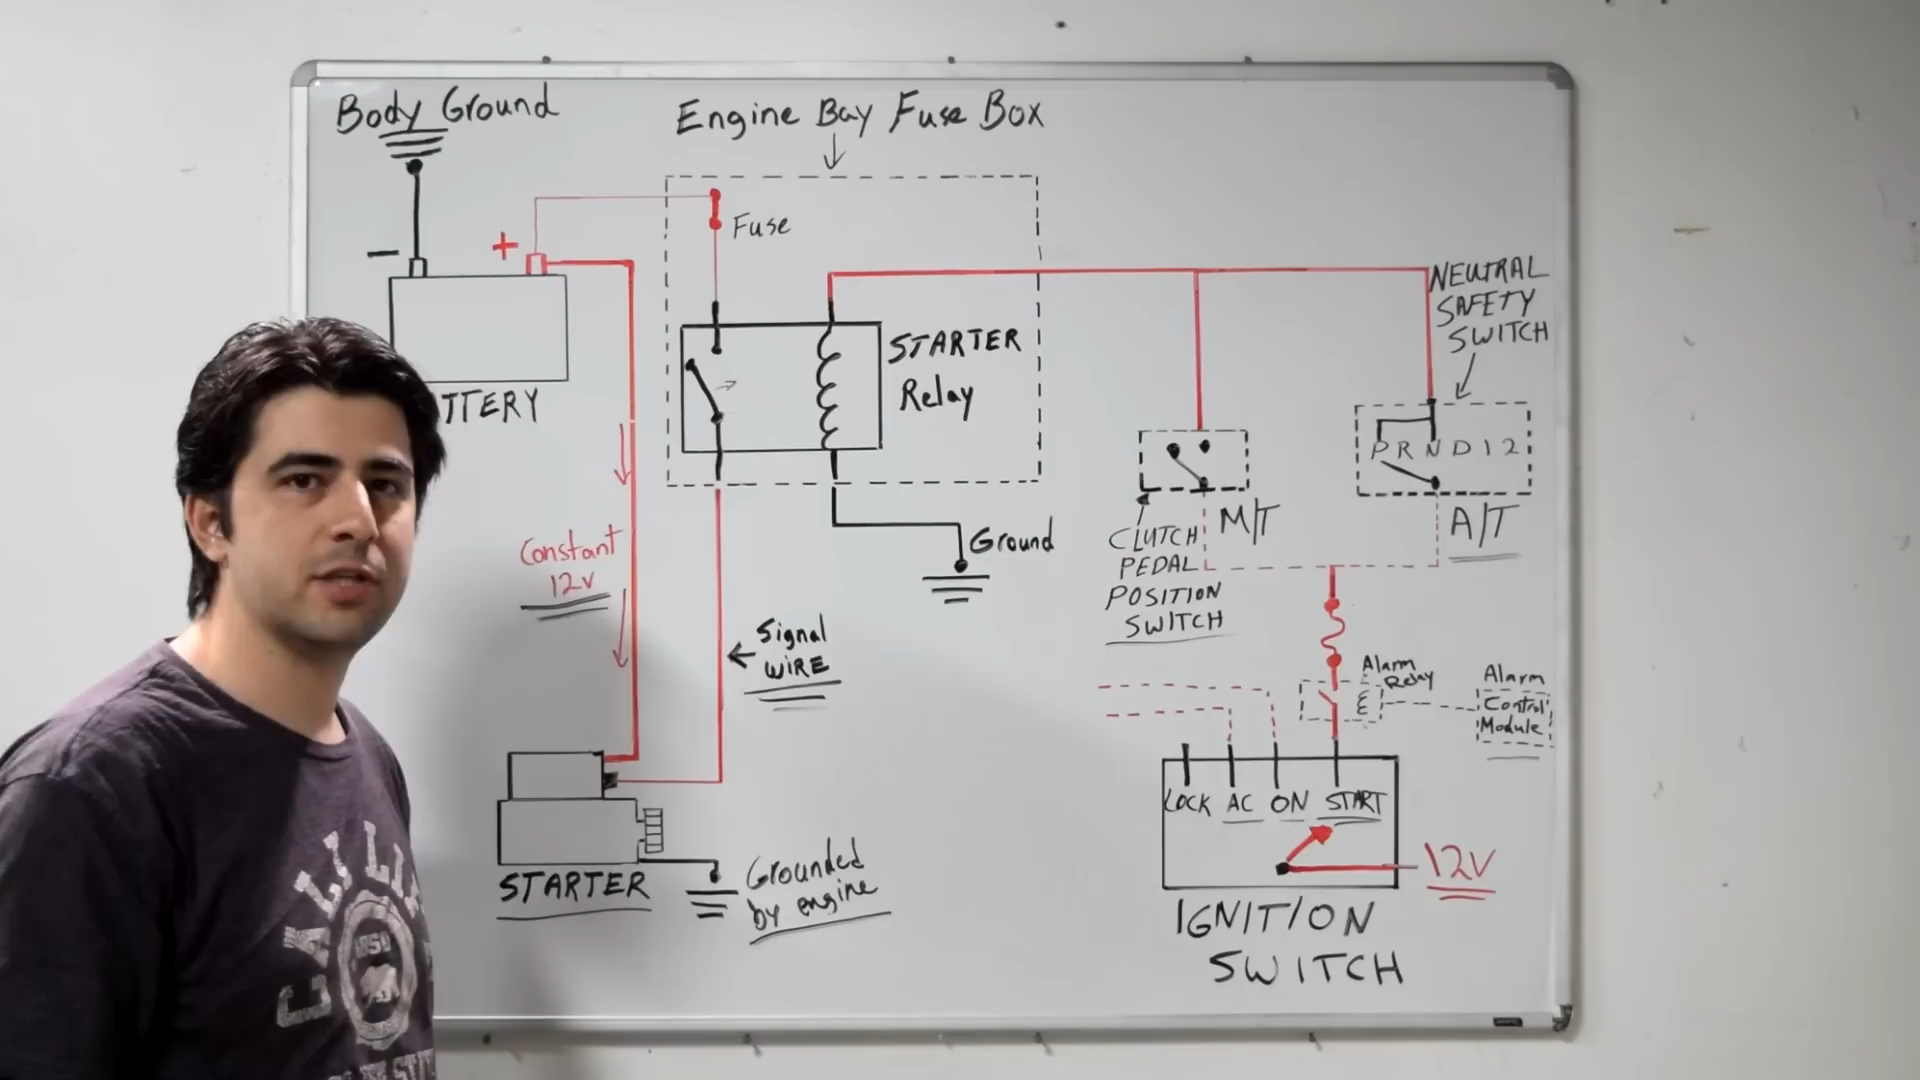 Body Ground
Engine Bay Fuse Box
Fuse
−
+
TTERY
STARTER
Relay
NEUTRAL
SAFETY
SWITCH
P R N D 1 2
M/T
A/T
CLUTCH
PEDAL
POSITION
SWITCH
Ground
Constant
12v
Signal
WIRE
Alarm
Relay
Alarm
Control
Module
LOCK AC ON START
12V
IGNITION
SWITCH
STARTER
Grounded
by engine